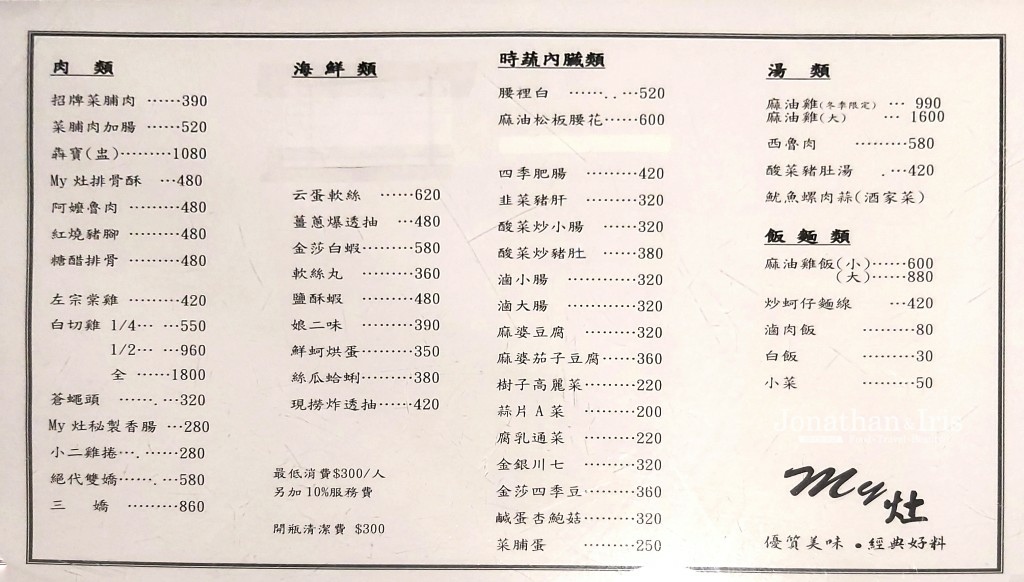 肉 類
招牌菜脯肉 ……390
菜脯肉加腸 ……520
犇寶(盅)………1080
My 灶排骨酥 …480
阿嬤魯肉 ………480
紅燒豬腳 ………480
糖醋排骨 ………480
左宗棠雞 ………420
白切雞 1/4… …550
1/2… …960
全 ……1800
蒼蠅頭 ……．…320
My 灶秘製香腸 …280
小二雞捲…．……280
絕代雙嬌……．…580
三 嬌 ………860
海 鮮 類
云蛋軟絲 ……620
薑蔥爆透抽 …480
金莎白蝦………580
軟絲丸 ………360
鹽酥蝦 ………480
娘二味 ………390
鮮蚵烘蛋………350
絲瓜蛤蜊………380
現撈炸透抽……420
最低消費$300/人
另加10%服務費
開瓶清潔費 $300
時蔬內臟類
腰裡白 ……．．…520
麻油松板腰花……600
四季肥腸 ………420
韭菜豬肝 ………320
酸菜炒小腸 ……320
酸菜炒豬肚 ……380
滷小腸 ………320
滷大腸 ………320
麻婆豆腐 ………320
麻婆茄子豆腐……360
樹子高麗菜………220
蒜片A菜 ………200
腐乳通菜 ………220
金銀川七 ………320
金莎四季豆………360
鹹蛋杏鮑菇………320
菜脯蛋 ………250
湯 類
麻油雞(冬季限定) … 990
麻油雞(大) … 1600
西魯肉 ………580
酸菜豬肚湯 ．…420
魷魚螺肉蒜(酒家菜)
飯 麵 類
麻油雞飯(小)……600
(大)……880
炒蚵仔麵線 …420
滷肉飯 ………80
白飯 ………30
小菜 ………50
Jonathan&Iris
My灶
優質美味．經典好料